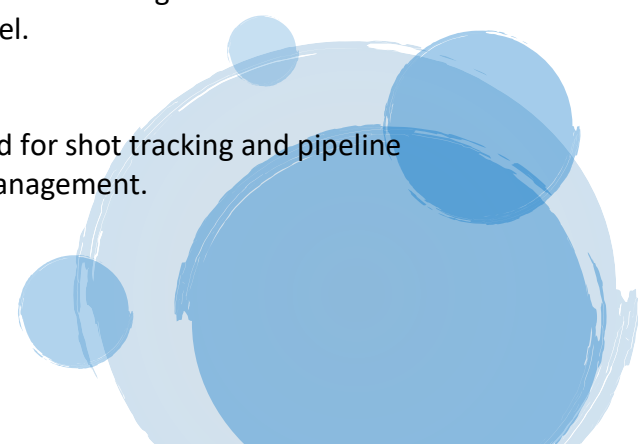 el.
d for shot tracking and pipeline
anagement.